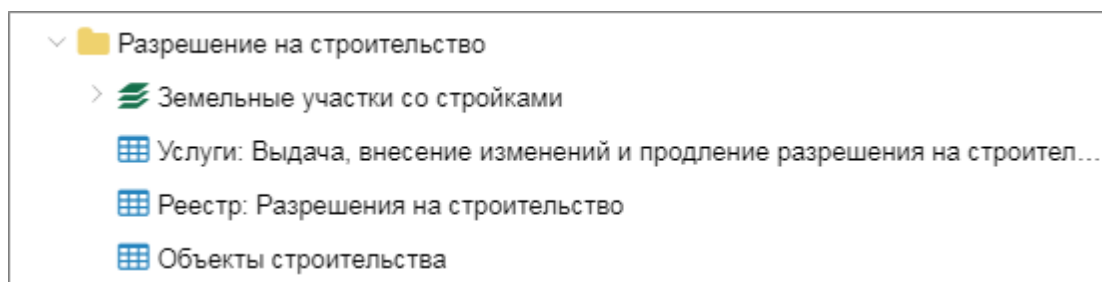 Разрешение на строительство
Земельные участки со стройками
Услуги: Выдача, внесение изменений и продление разрешения на строител...
Реестр: Разрешения на строительство
Объекты строительства